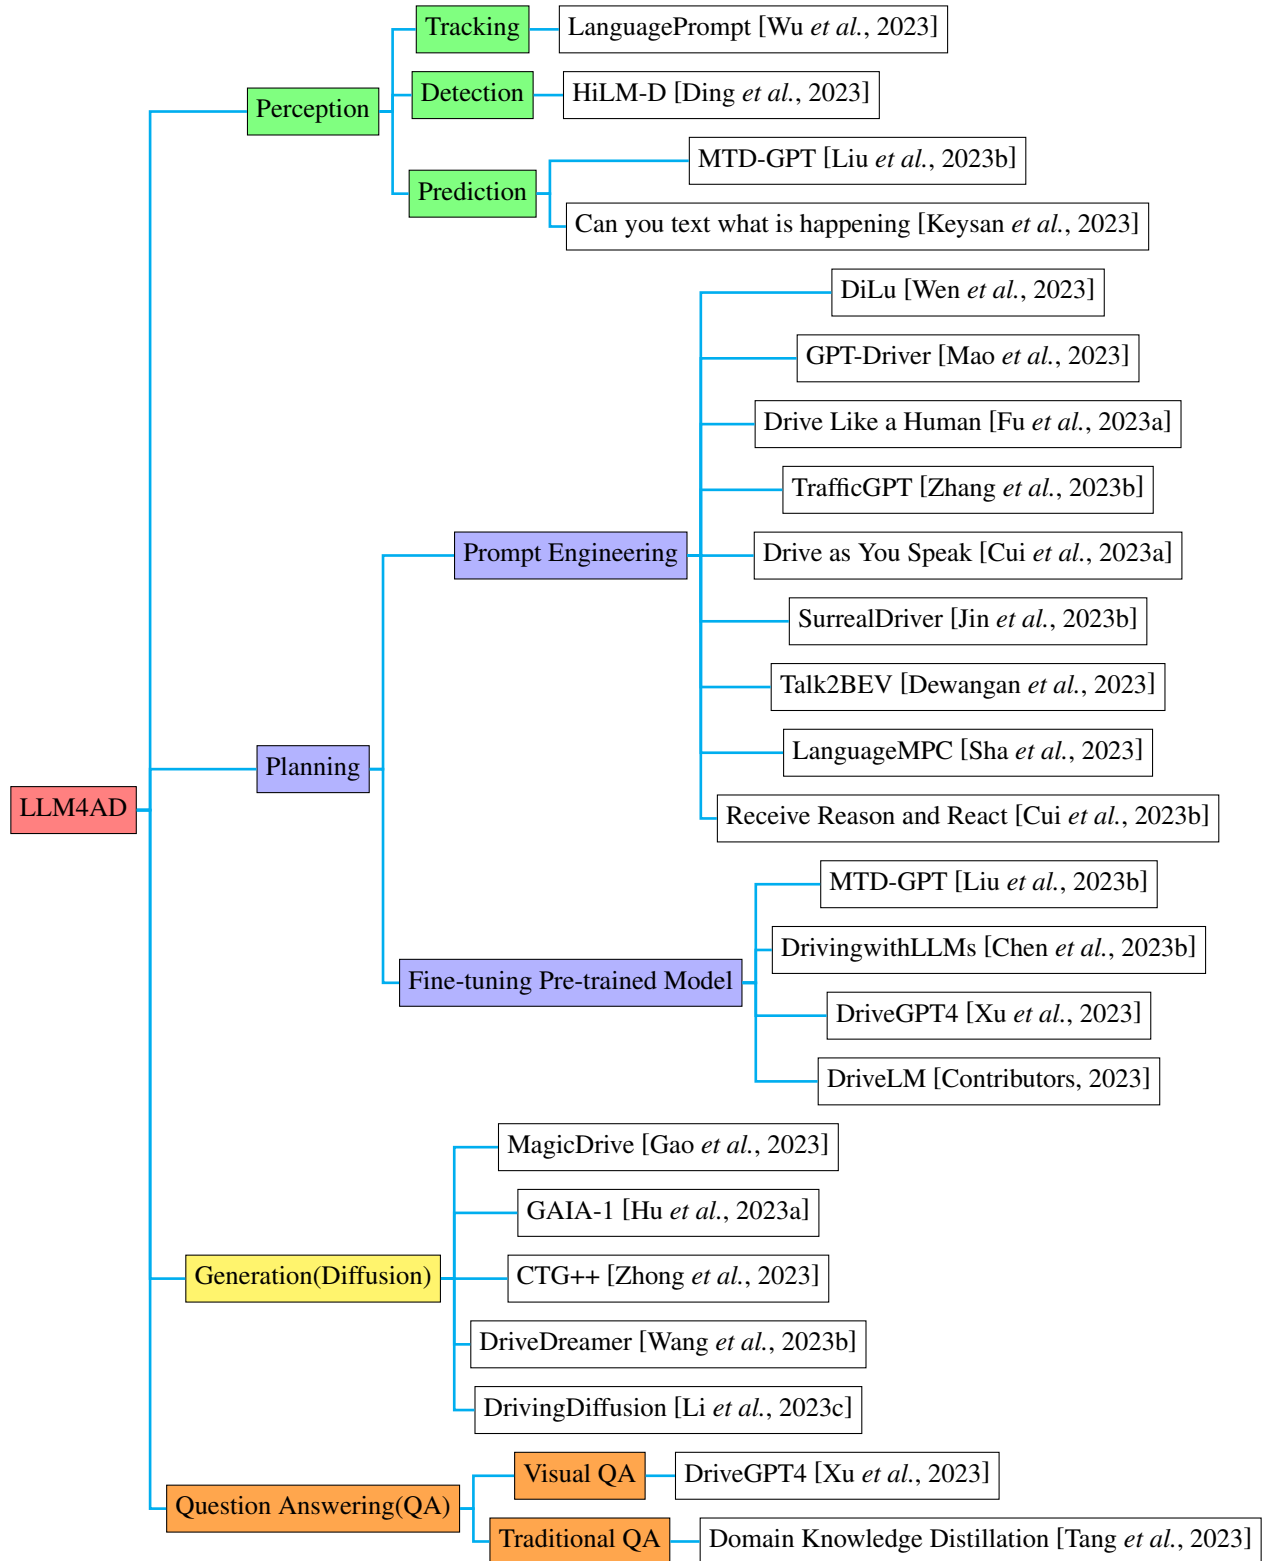 Tracking
LanguagePrompt [Wu et al., 2023]
Detection
HiLM-D [Ding et al., 2023]
Perception
MTD-GPT [Liu et al., 2023b]
Prediction
Can you text what is happening [Keysan et al., 2023]
DiLu [Wen et al., 2023]
GPT-Driver [Mao et al., 2023]
Drive Like a Human [Fu et al., 2023a]
TrafficGPT [Zhang et al., 2023b]
Prompt Engineering
Drive as You Speak [Cui et al., 2023a]
SurrealDriver [Jin et al., 2023b]
Talk2BEV [Dewangan et al., 2023]
LanguageMPC [Sha et al., 2023]
Planning
LLM4AD
Receive Reason and React [Cui et al., 2023b]
MTD-GPT [Liu et al., 2023b]
DrivingwithLLMs [Chen et al., 2023b]
Fine-tuning Pre-trained Model
DriveGPT4 [Xu et al., 2023]
DriveLM [Contributors, 2023]
MagicDrive [Gao et al., 2023]
GAIA-1 [Hu et al., 2023a]
Generation(Diffusion)
CTG++ [Zhong et al., 2023]
DriveDreamer [Wang et al., 2023b]
DrivingDiffusion [Li et al., 2023c]
Visual QA
DriveGPT4 [Xu et al., 2023]
Question Answering(QA)
Traditional QA
Domain Knowledge Distillation [Tang et al., 2023]